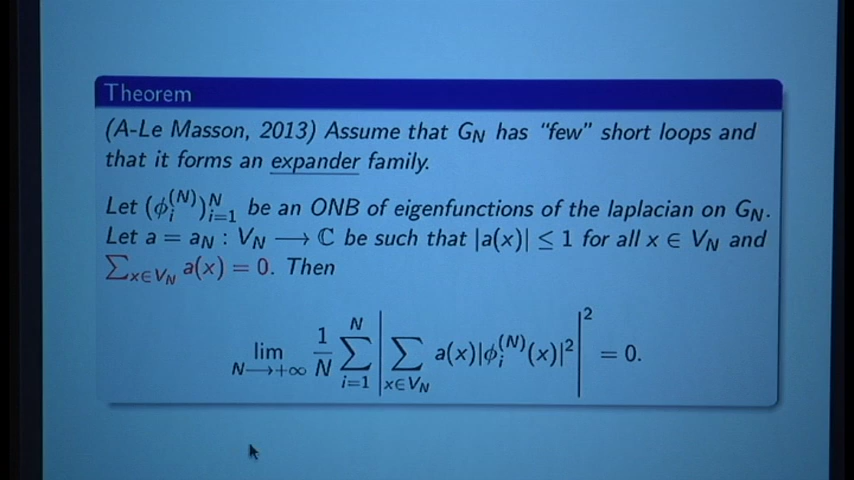 Theorem
(A-Le Masson, 2013) Assume that G_N has “few” short loops and
that it forms an expander family.
Let (ϕ_i^{(N)})_{i=1}^N be an ONB of eigenfunctions of the laplacian on G_N.
Let a = a_N : V_N ⟶ ℂ be such that |a(x)| ≤ 1 for all x ∈ V_N and
∑_{x∈V_N} a(x) = 0. Then
lim_{N⟶+∞} 1/N ∑_{i=1}^N |∑_{x∈V_N} a(x)|ϕ_i^{(N)}(x)|^2|^2 = 0.